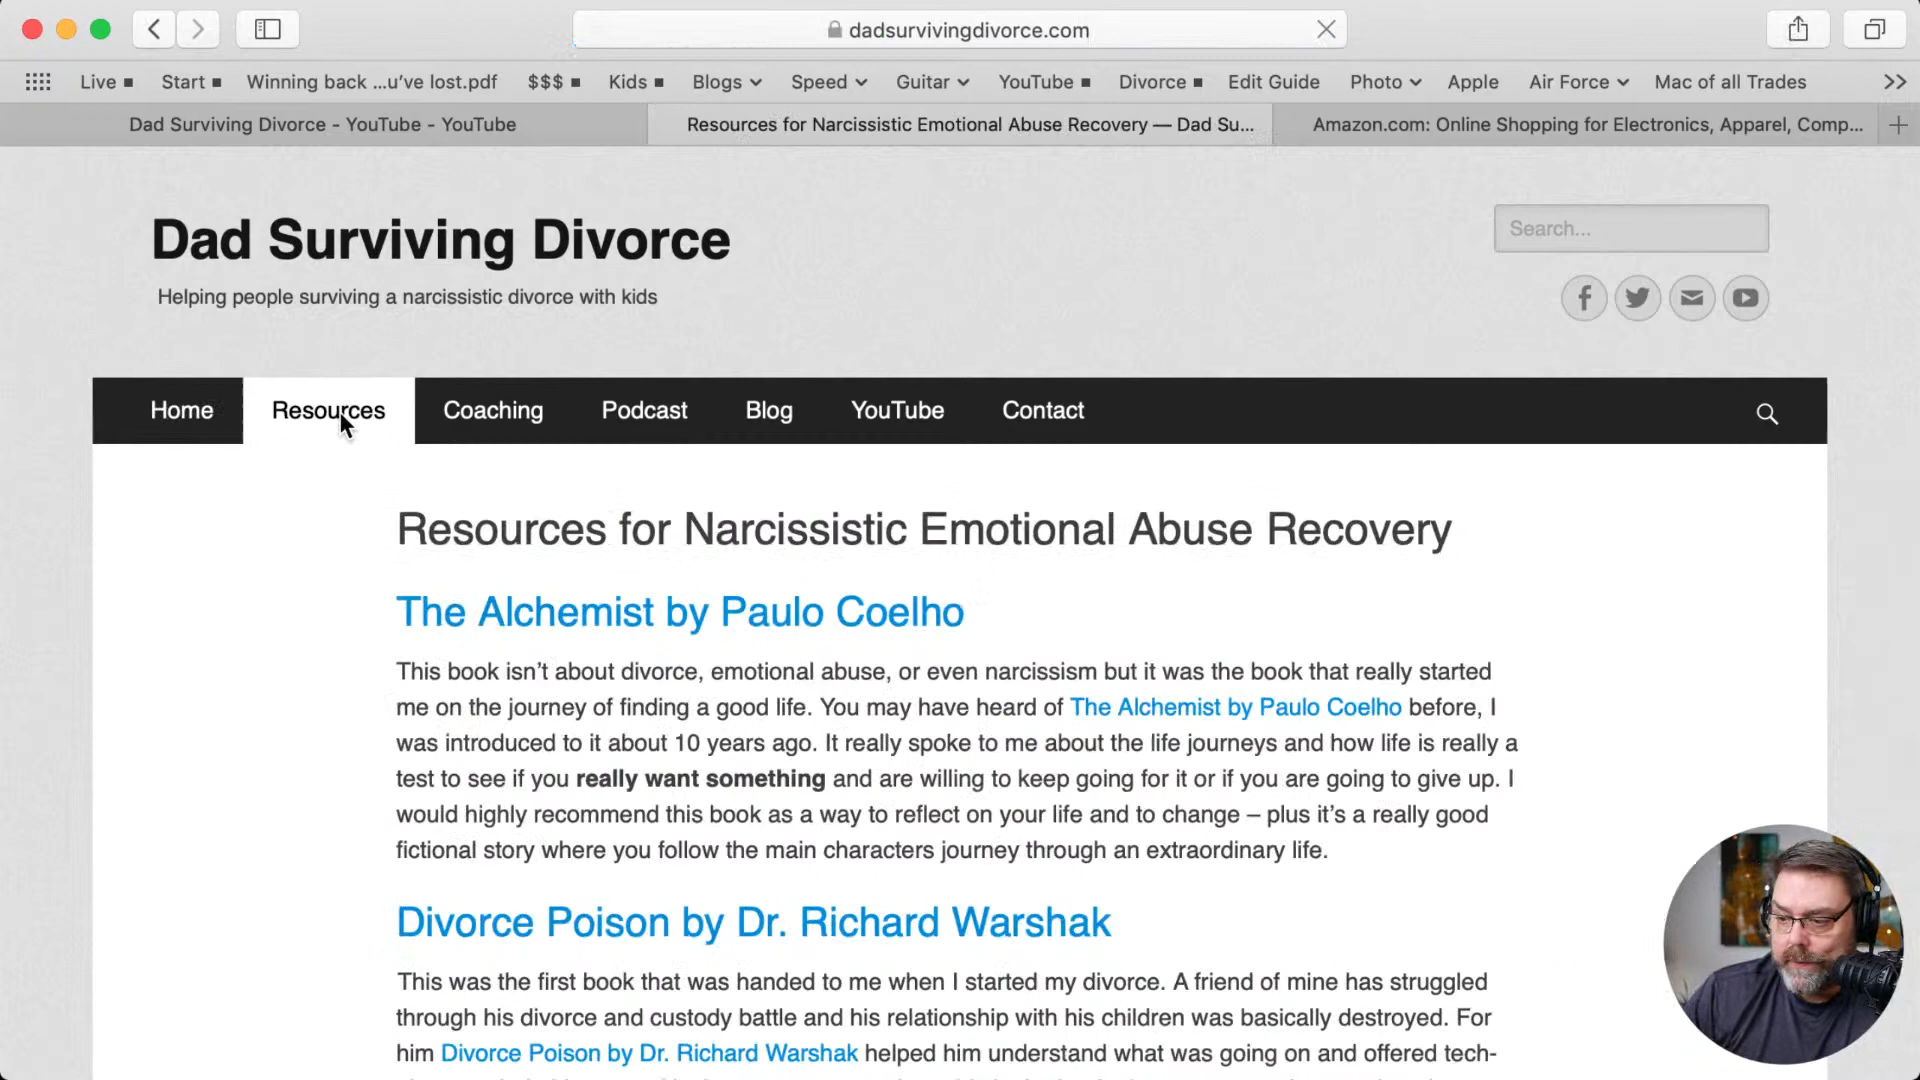 dadsurvivingdivorce.com
Live Start Winning back ...u've lost.pdf $$$ Kids Blogs Speed Guitar YouTube Divorce Edit Guide Photo Apple Air Force Mac of all Trades
Dad Surviving Divorce - YouTube - YouTube Resources for Narcissistic Emotional Abuse Recovery — Dad Su... Amazon.com: Online Shopping for Electronics, Apparel, Comp...
Dad Surviving Divorce
Search...
Helping people surviving a narcissistic divorce with kids
Home Resources Coaching Podcast Blog YouTube Contact
Resources for Narcissistic Emotional Abuse Recovery
The Alchemist by Paulo Coelho
This book isn't about divorce, emotional abuse, or even narcissism but it was the book that really started
me on the journey of finding a good life. You may have heard of The Alchemist by Paulo Coelho before, I
was introduced to it about 10 years ago. It really spoke to me about the life journeys and how life is really a
test to see if you really want something and are willing to keep going for it or if you are going to give up. I
would highly recommend this book as a way to reflect on your life and to change – plus it's a really good
fictional story where you follow the main characters journey through an extraordinary life.
Divorce Poison by Dr. Richard Warshak
This was the first book that was handed to me when I started my divorce. A friend of mine has struggled
through his divorce and custody battle and his relationship with his children was basically destroyed. For
him Divorce Poison by Dr. Richard Warshak helped him understand what was going on and offered tech-